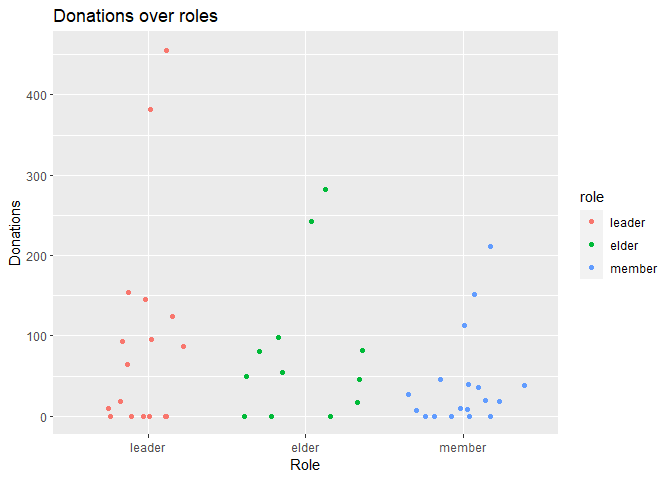 Donations over roles
Donations
400
300
200
100
0
leader
elder
member
Role
role
leader
elder
member